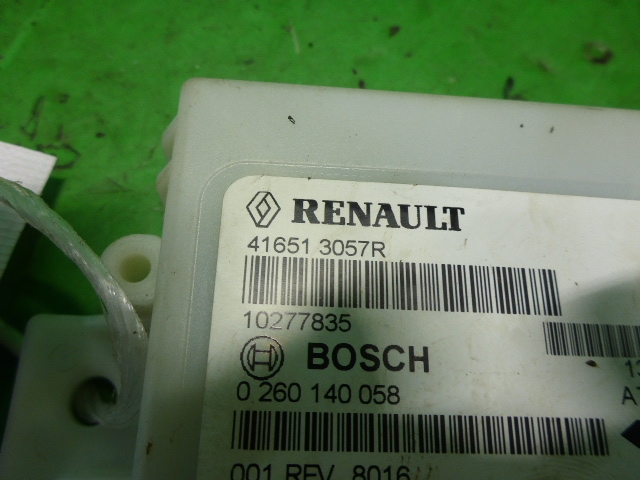 RENAULT
41651 3057R
10277835
BOSCH
0 260 140 058
001 REV 8016